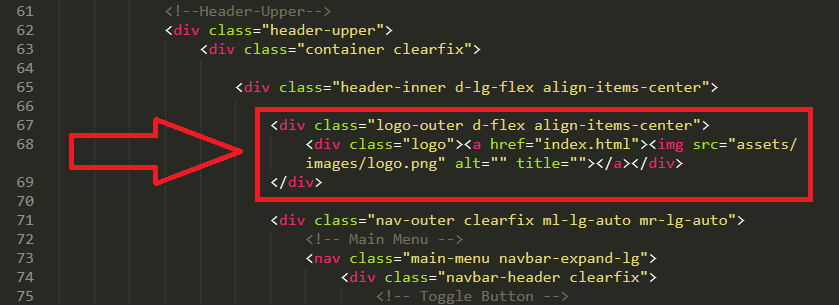 61 <!--Header-Upper-->
62 <div class="header-upper">
63 <div class="container clearfix">
64
65 <div class="header-inner d-lg-flex align-items-center">
66
67 <div class="logo-outer d-flex align-items-center">
68 <div class="logo"><a href="index.html"><img src="assets/
images/logo.png" alt="" title=""></a></div>
69 </div>
70
71 <div class="nav-outer clearfix ml-lg-auto mr-lg-auto">
72 <!-- Main Menu -->
73 <nav class="main-menu navbar-expand-lg">
74 <div class="navbar-header clearfix">
75 <!-- Toggle Button -->